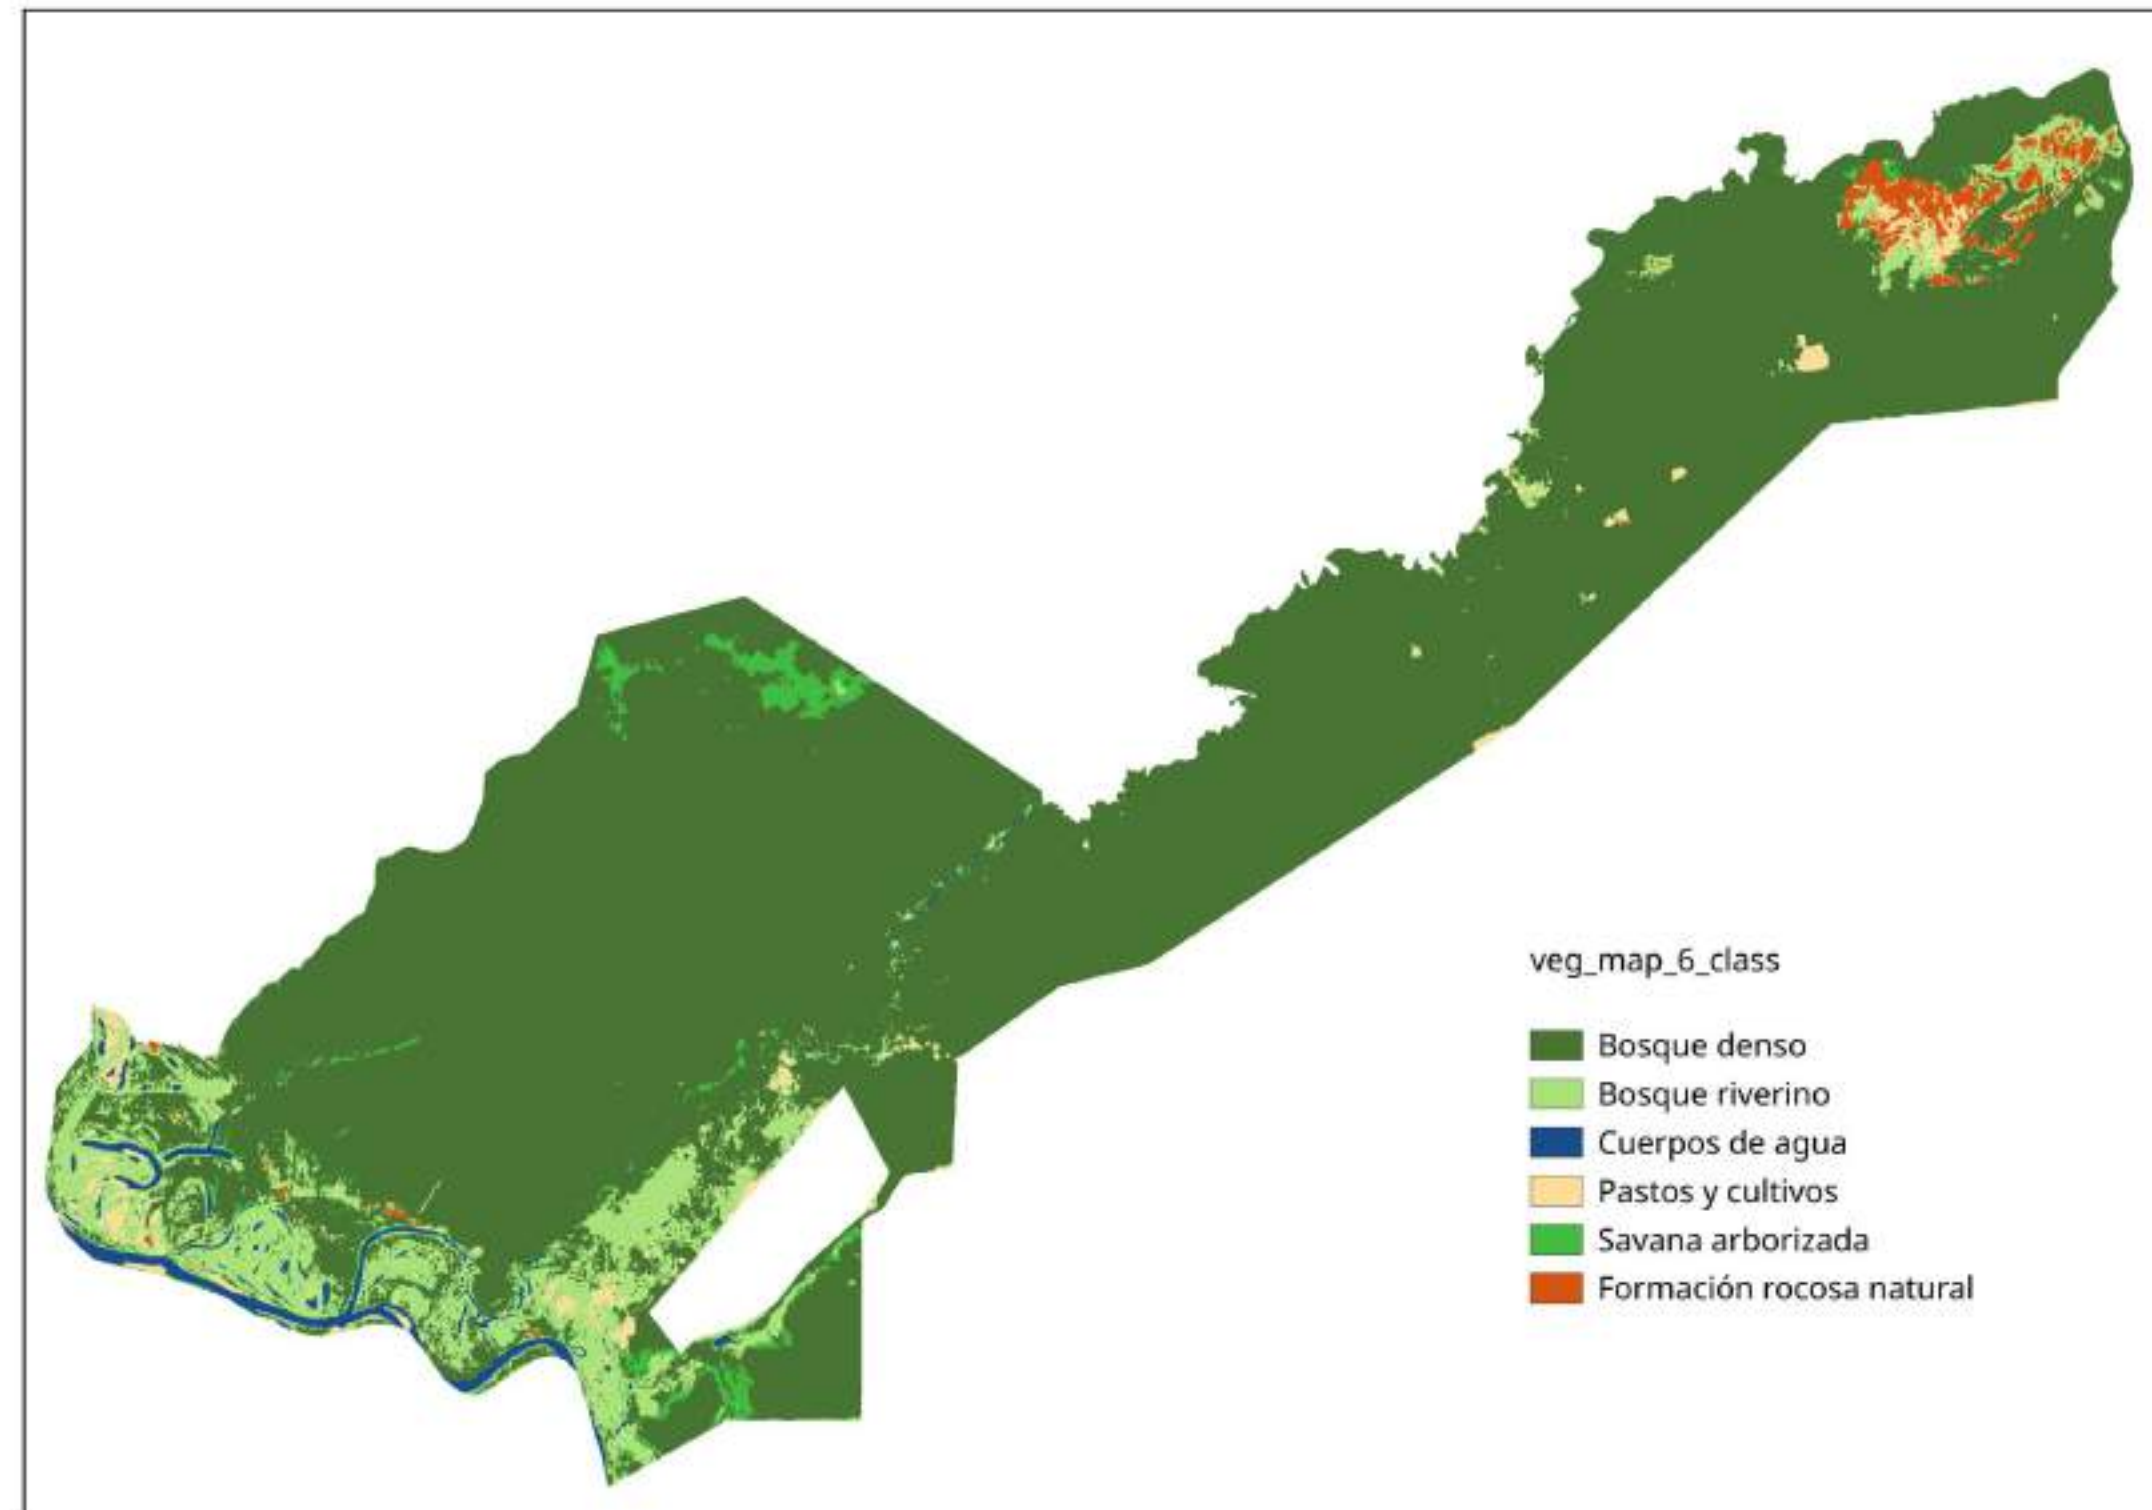 veg_map_6_class
Bosque denso
Bosque riverino
Cuerpos de agua
Pastos y cultivos
Savana arborizada
Formación rocosa natural